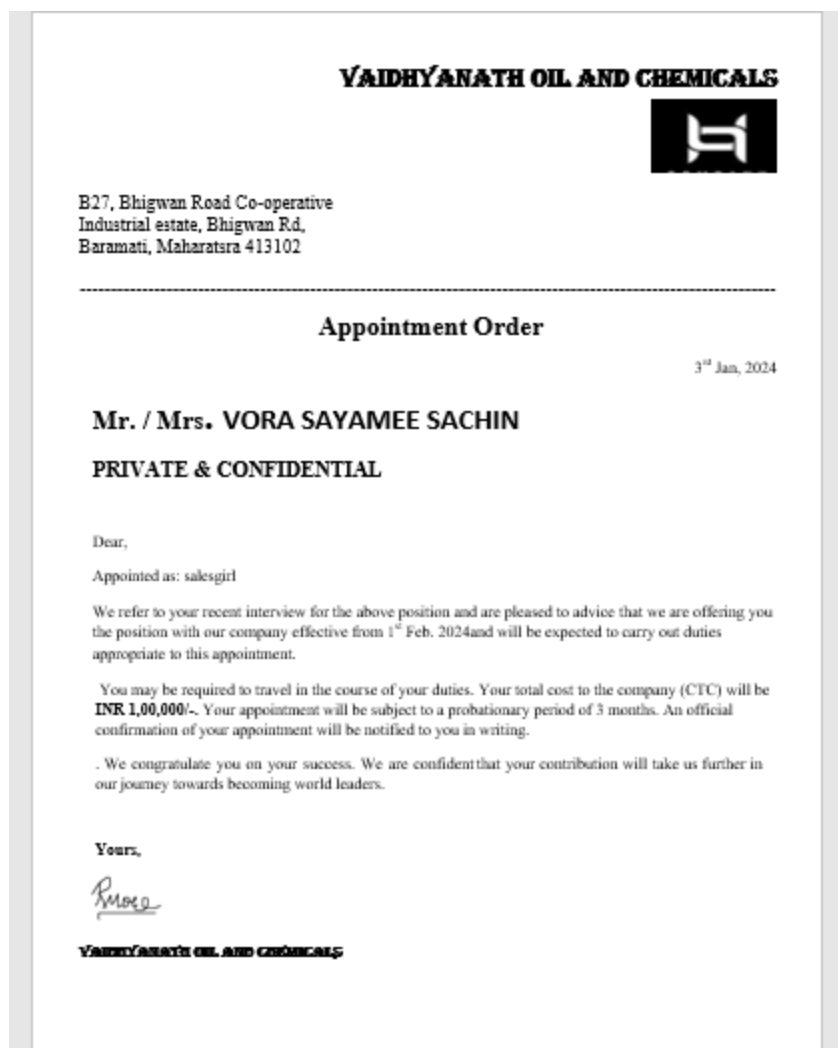 VAIDHYANATH OIL AND CHEMICALS
B27, Bhigwan Road Co-operative
Industrial estate, Bhigwan Rd,
Baramati, Maharatsra 413102
Appointment Order
3rd Jan, 2024
Mr. / Mrs. VORA SAYAMEE SACHIN
PRIVATE & CONFIDENTIAL
Dear,
Appointed as: salesgirl
We refer to your recent interview for the above position and are pleased to advice that we are offering you
the position with our company effective from 1st Feb. 2024and will be expected to carry out duties
appropriate to this appointment.
You may be required to travel in the course of your duties. Your total cost to the company (CTC) will be
INR 1,00,000/-. Your appointment will be subject to a probationary period of 3 months. An official
confirmation of your appointment will be notified to you in writing.
. We congratulate you on your success. We are confident that your contribution will take us further in
our journey towards becoming world leaders.
Yours,
VAIDHYANATH OIL AND CHEMICALS